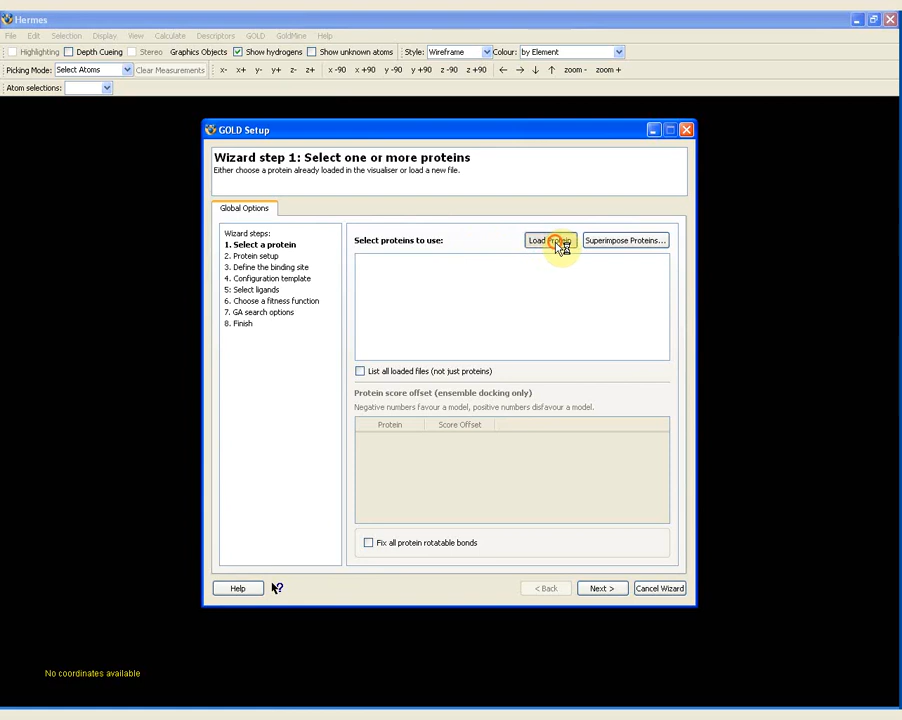 Hermes
File Edit Selection Display View Calculate Descriptors GOLD GoldMine Help
Highlighting Depth Cueing Stereo Graphics Objects Show hydrogens Show unknown atoms Style: Wireframe Colour: by Element
Picking Mode: Select Atoms Clear Measurements x- x+ y- y+ z- z+ x -90 x +90 y -90 y +90 z -90 z +90 zoom - zoom +
Atom selections:
GOLD Setup
Wizard step 1: Select one or more proteins
Either choose a protein already loaded in the visualiser or load a new file.
Global Options
Wizard steps:
1. Select a protein
2. Protein setup
3. Define the binding site
4. Configuration template
5: Select ligands
6. Choose a fitness function
7. GA search options
8. Finish
Select proteins to use:
Load Protein
Superimpose Proteins...
List all loaded files (not just proteins)
Protein score offset (ensemble docking only)
Negative numbers favour a model, positive numbers disfavour a model.
Protein Score Offset
Fix all protein rotatable bonds
Help ? < Back Next > Cancel Wizard
No coordinates available